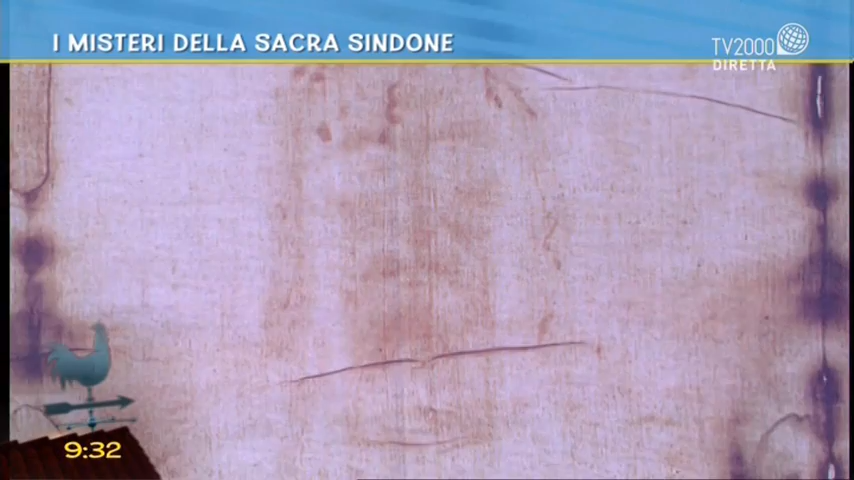 I MISTERI DELLA SACRA SINDONE
TV2000
DIRETTA
9:32